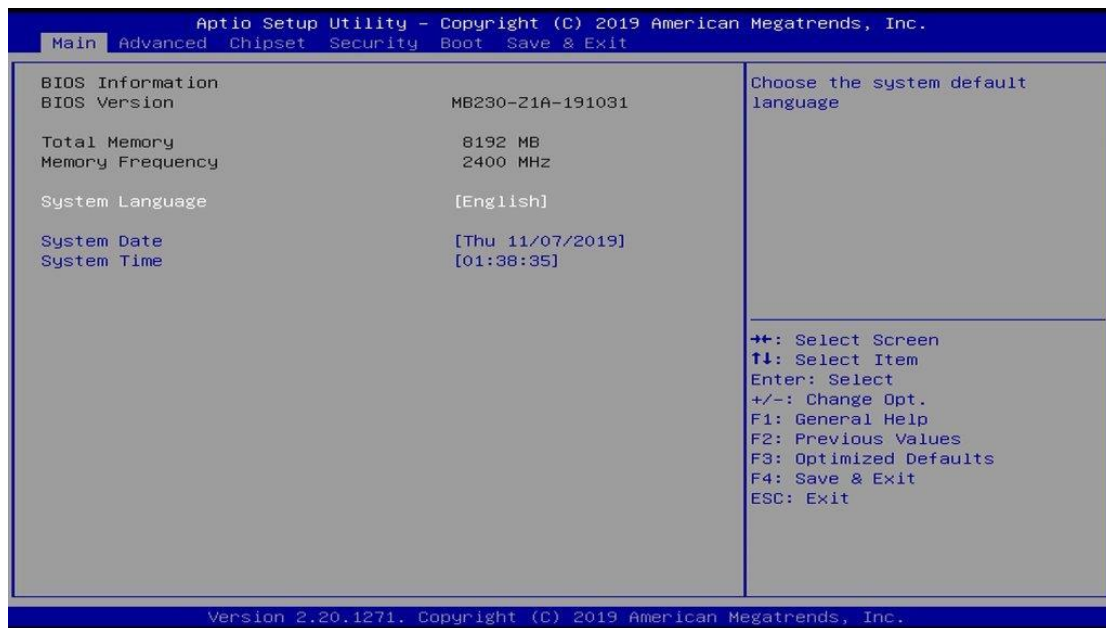 Aptio Setup Utility – Copyright (C) 2019 American Megatrends, Inc.
Main Advanced Chipset Security Boot Save & Exit
BIOS Information
BIOS Version MB230-Z1A-191031
Total Memory 8192 MB
Memory Frequency 2400 MHz
System Language [English]
System Date [Thu 11/07/2019]
System Time [01:38:35]
Choose the system default
language
→←: Select Screen
↑↓: Select Item
Enter: Select
+/-: Change Opt.
F1: General Help
F2: Previous Values
F3: Optimized Defaults
F4: Save & Exit
ESC: Exit
Version 2.20.1271. Copyright (C) 2019 American Megatrends, Inc.